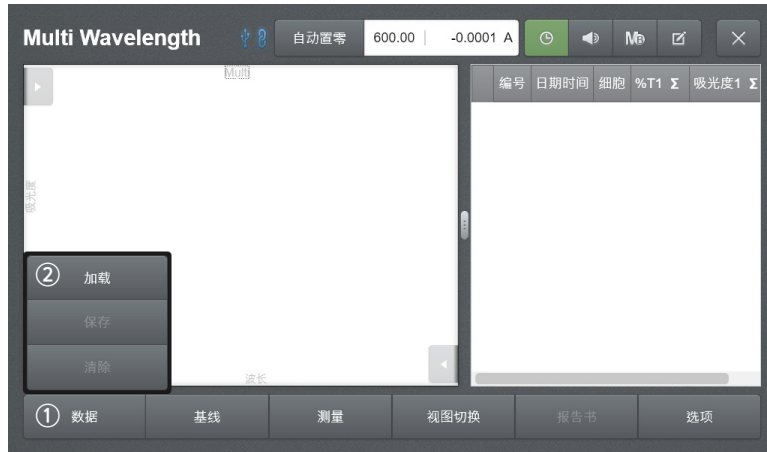 Multi Wavelength 自动置零 600.00 -0.0001 A
Multi
编号 日期时间 细胞 %T1 Σ 吸光度1 Σ
吸光度
② 加载
保存
清除
波长
① 数据 基线 测量 视图切换 报告书 选项